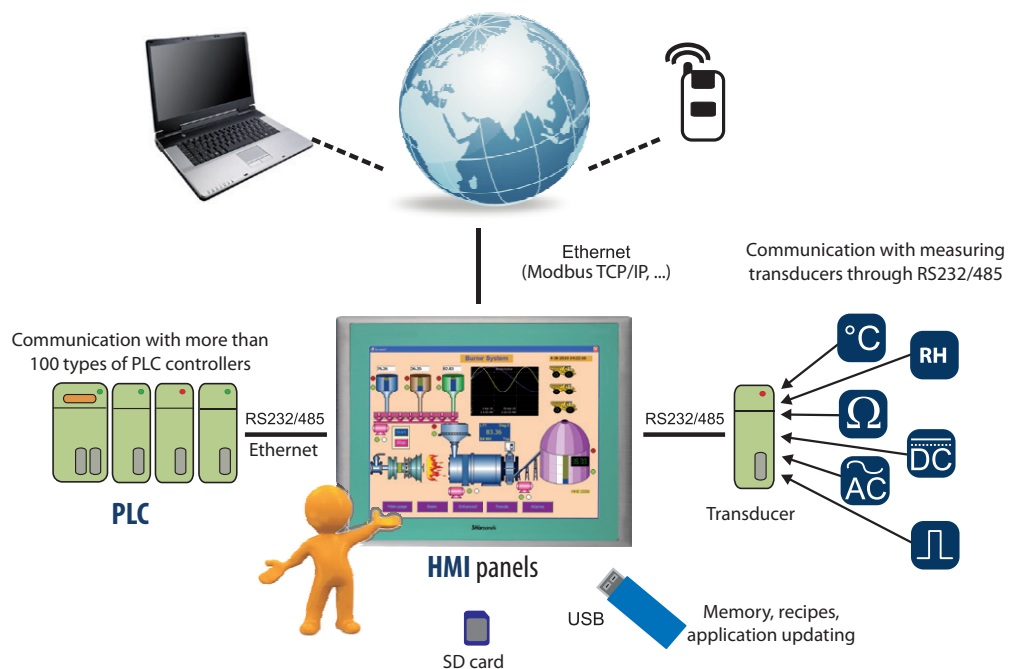 Ethernet
(Modbus TCP/IP, ...)
Communication with measuring
transducers through RS232/485
Communication with more than
100 types of PLC controllers
RS232/485
Ethernet
PLC
Burner System
83.36
RS232/485
°C
RH
Ω
DC
AC
Transducer
HMI panels
USB
Memory, recipes,
application updating
SD card